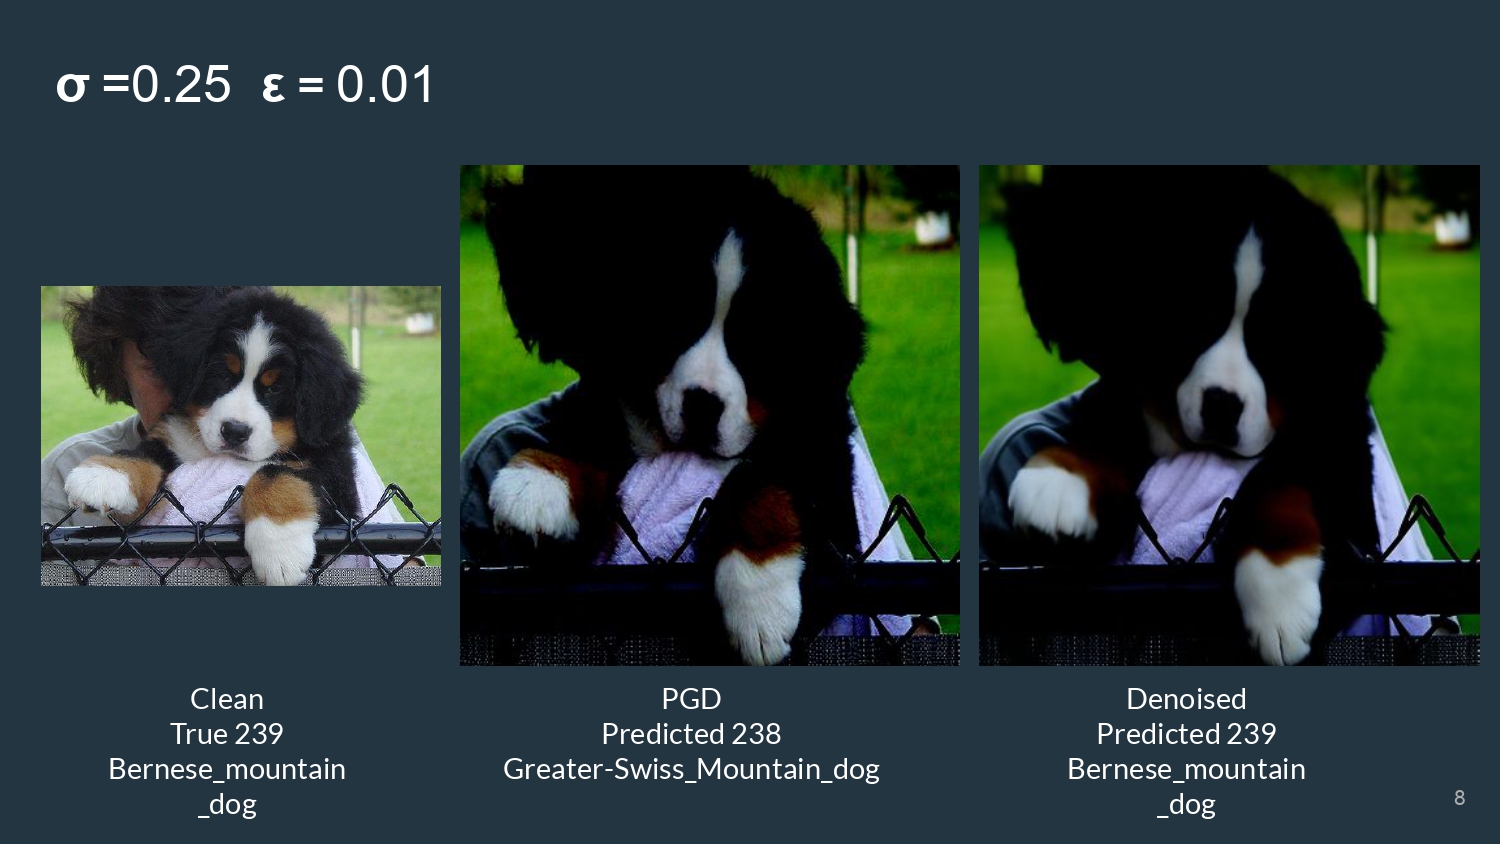 σ =0.25 ε = 0.01
Clean
True 239
Bernese_mountain
_dog
PGD
Predicted 238
Greater-Swiss_Mountain_dog
Denoised
Predicted 239
Bernese_mountain
_dog
8